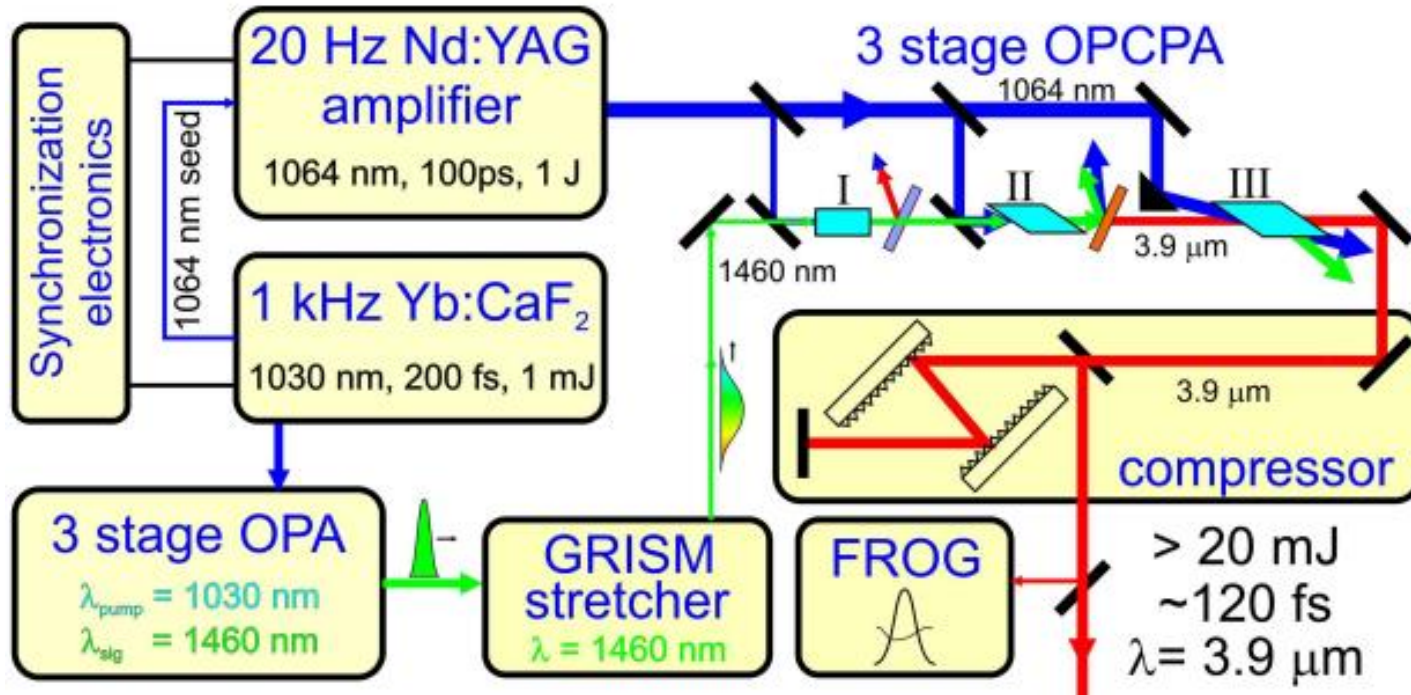 Synchronization
electronics
1064 nm seed
20 Hz Nd:YAG
amplifier
1064 nm, 100ps, 1 J
1 kHz Yb:CaF₂
1030 nm, 200 fs, 1 mJ
3 stage OPCPA
1064 nm
I
II
III
1460 nm
3.9 μm
3.9 μm
compressor
3 stage OPA
λpump = 1030 nm
λsig = 1460 nm
GRISM
stretcher
λ = 1460 nm
FROG
> 20 mJ
~120 fs
λ= 3.9 μm